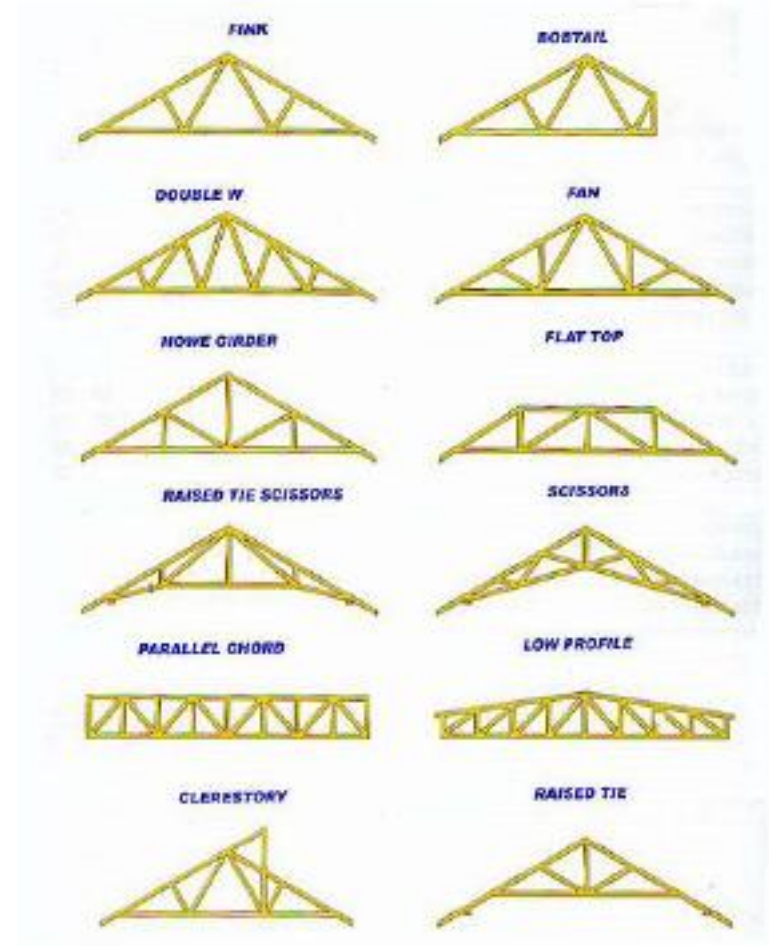 FINK
BOBTAIL
DOUBLE W
FAN
HOWE GIRDER
FLAT TOP
RAISED TIE SCISSORS
SCISSORS
PARALLEL CHORD
LOW PROFILE
CLERESTORY
RAISED TIE